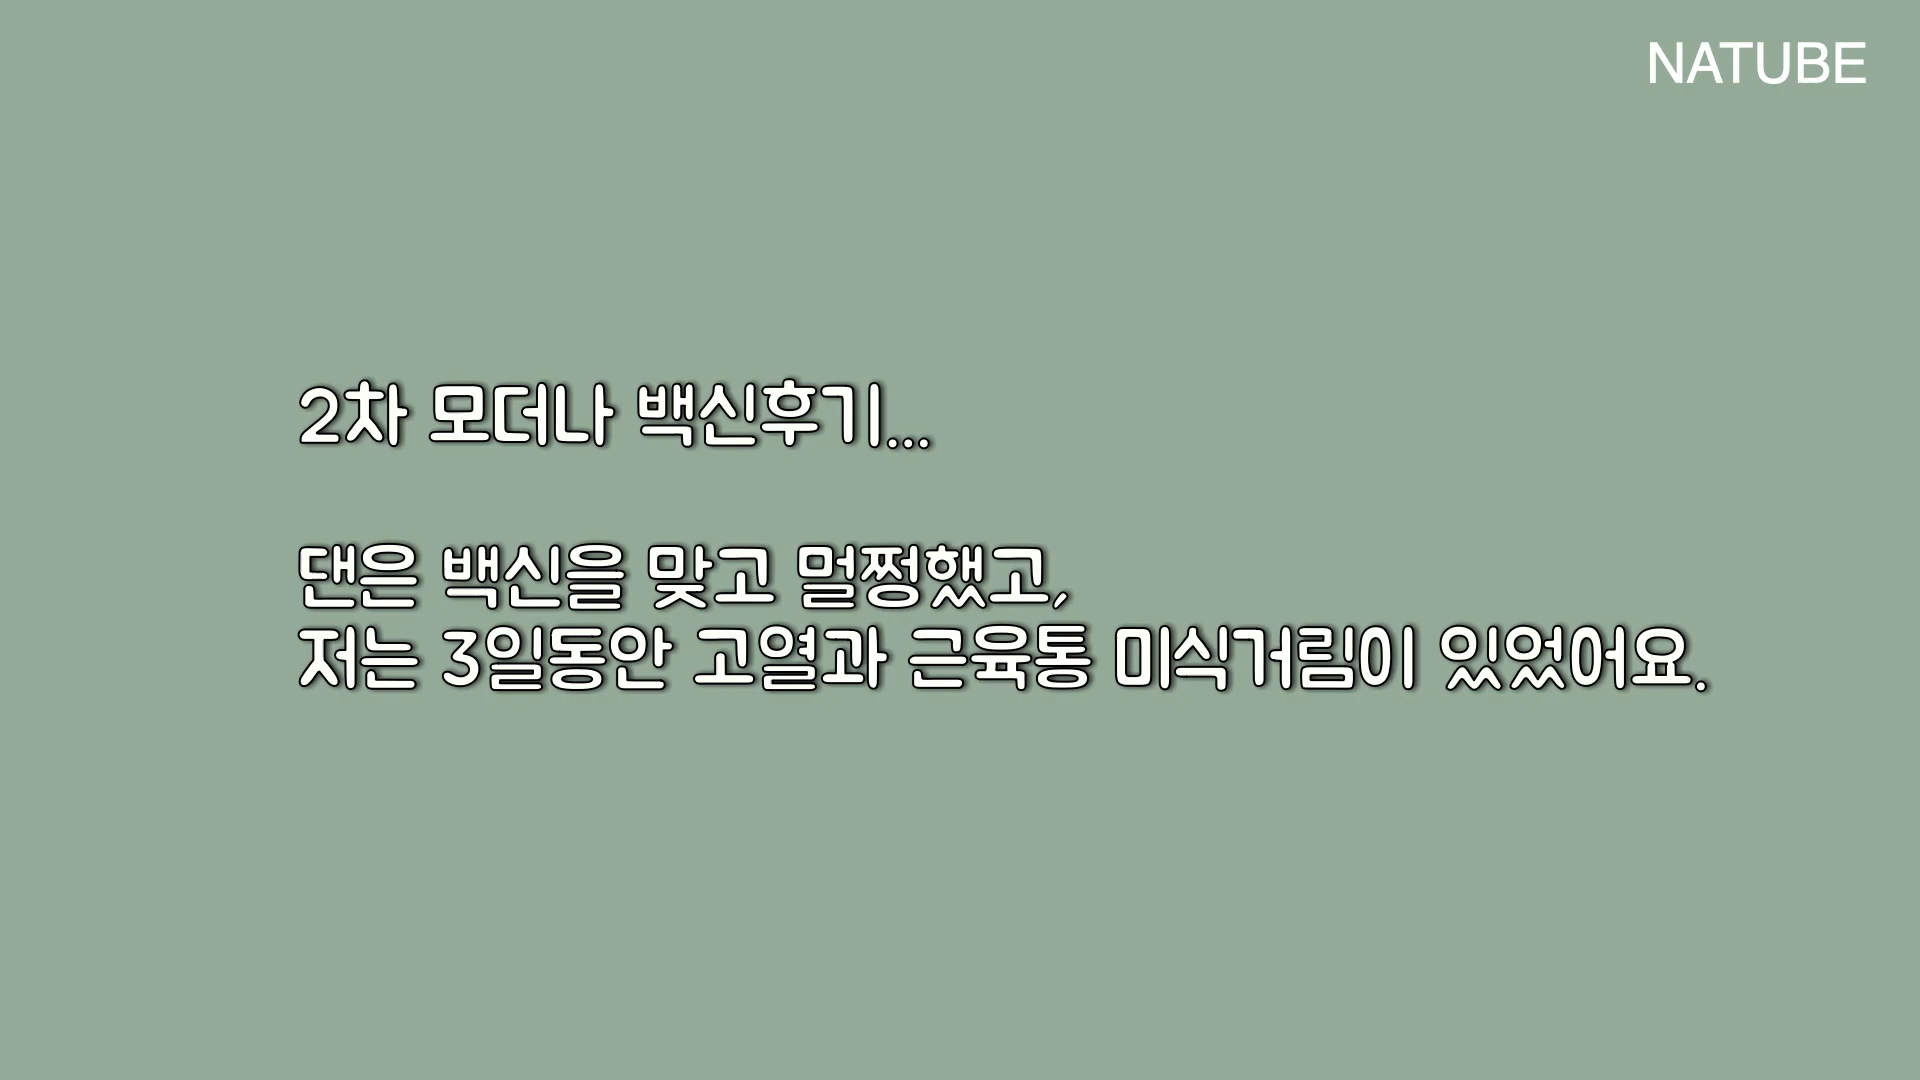 NATUBE
2차 모더나 백신후기...
댄은 백신을 맞고 멀쩡했고,
저는 3일동안 고열과 근육통 미식거림이 있었어요.